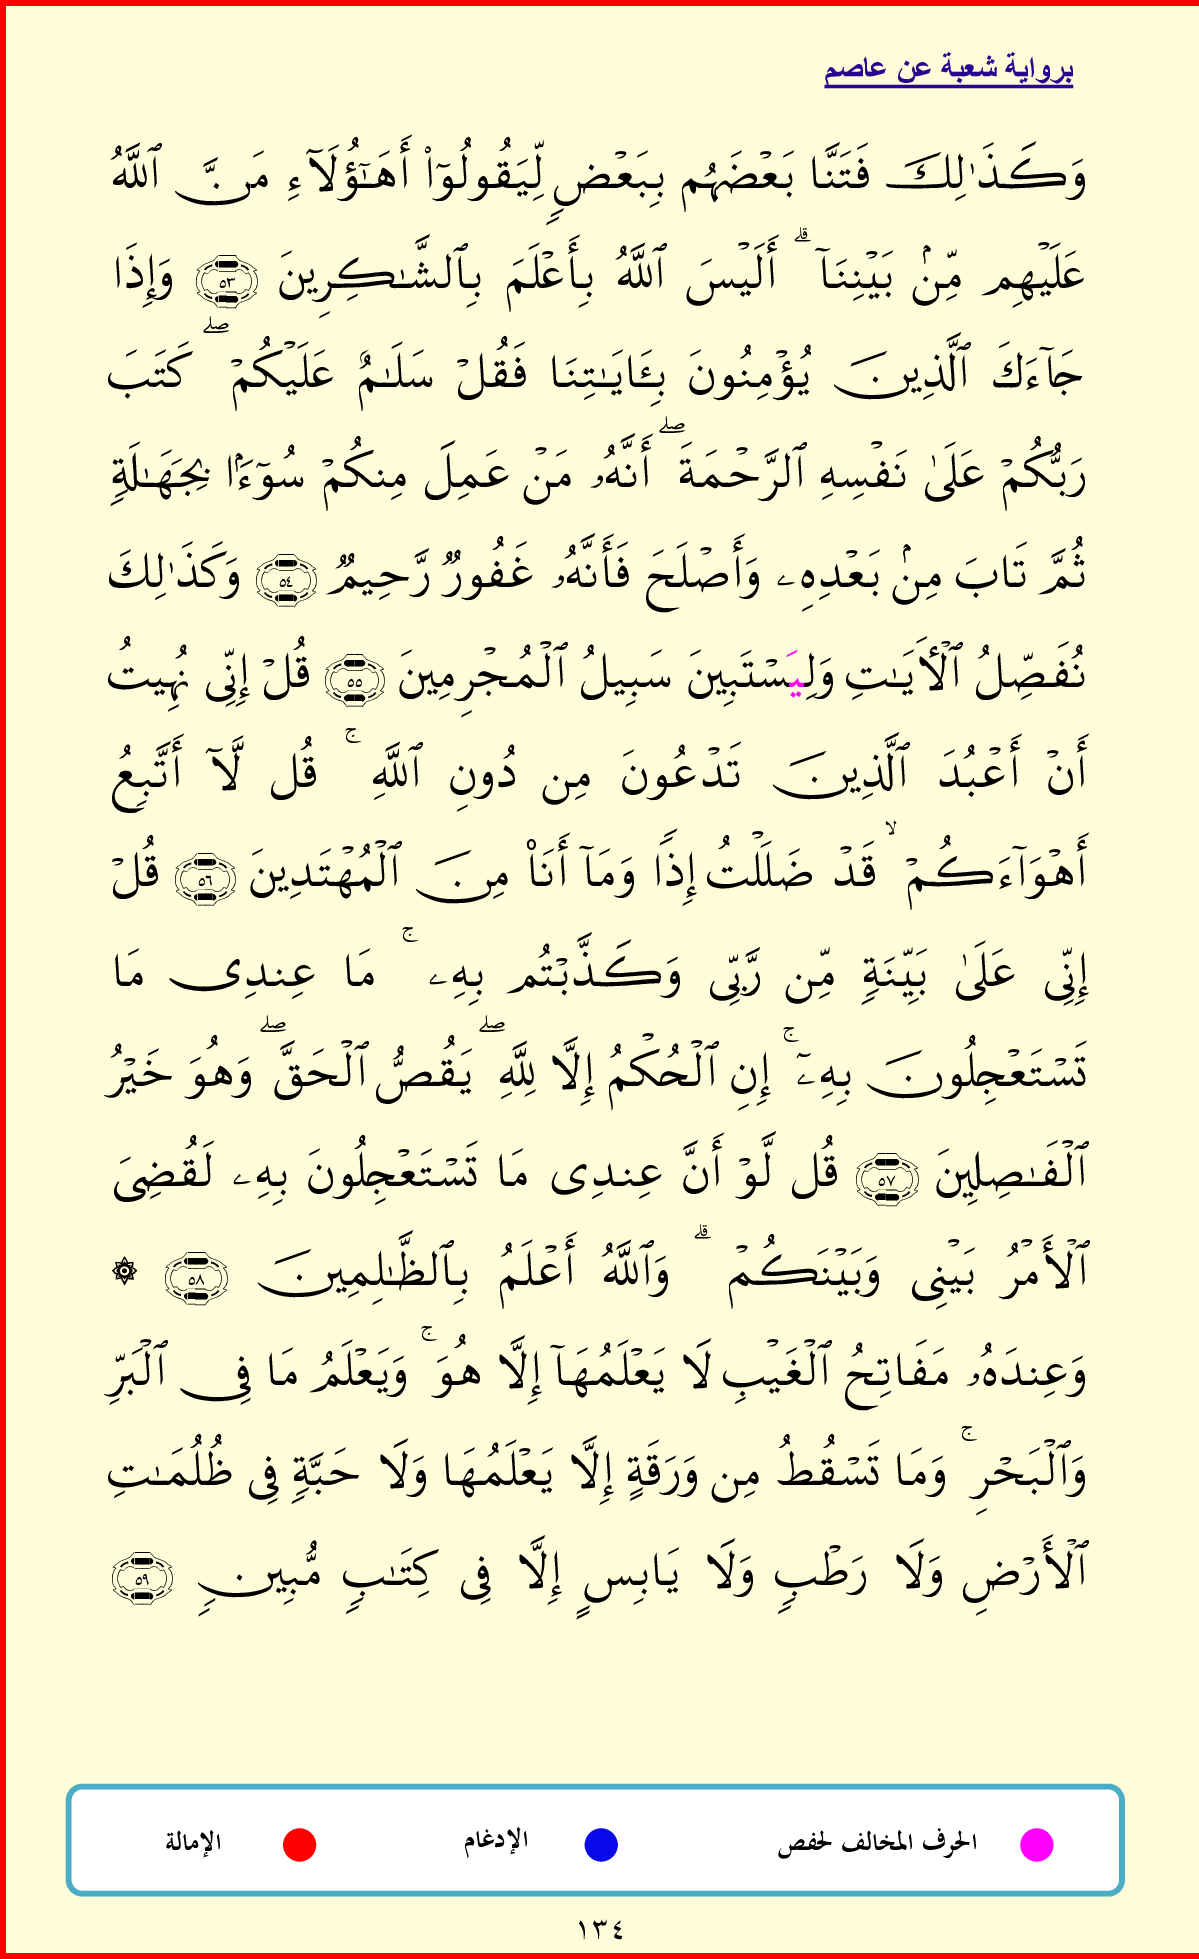 برواية شعبة عن عاصم
وَكَذَٰلِكَ فَتَنَّا بَعۡضَهُم بِبَعۡضٖ لِّيَقُولُوٓاْ أَهَٰٓؤُلَآءِ مَنَّ ٱللَّهُ
عَلَيۡهِم مِّنۢ بَيۡنِنَآۗ أَلَيۡسَ ٱللَّهُ بِأَعۡلَمَ بِٱلشَّٰكِرِينَ ٥٣ وَإِذَا
جَآءَكَ ٱلَّذِينَ يُؤۡمِنُونَ بِـَٔايَٰتِنَا فَقُلۡ سَلَٰمٌ عَلَيۡكُمۡۖ كَتَبَ
رَبُّكُمۡ عَلَىٰ نَفۡسِهِ ٱلرَّحۡمَةَۖ أَنَّهُۥ مَنۡ عَمِلَ مِنكُمۡ سُوٓءَۢا بِجَهَٰلَةٖ
ثُمَّ تَابَ مِنۢ بَعۡدِهِۦ وَأَصۡلَحَ فَأَنَّهُۥ غَفُورٞ رَّحِيمٞ ٥٤ وَكَذَٰلِكَ
نُفَصِّلُ ٱلۡأٓيَٰتِ وَلِيَسۡتَبِينَ سَبِيلُ ٱلۡمُجۡرِمِينَ ٥٥ قُلۡ إِنِّي نُهِيتُ
أَنۡ أَعۡبُدَ ٱلَّذِينَ تَدۡعُونَ مِن دُونِ ٱللَّهِۚ قُل لَّآ أَتَّبِعُ
أَهۡوَآءَكُمۡۙ قَدۡ ضَلَلۡتُ إِذٗا وَمَآ أَنَا۠ مِنَ ٱلۡمُهۡتَدِينَ ٥٦ قُلۡ
إِنِّي عَلَىٰ بَيِّنَةٖ مِّن رَّبِّي وَكَذَّبۡتُم بِهِۦۚ مَا عِندِي مَا
تَسۡتَعۡجِلُونَ بِهِۦٓۚ إِنِ ٱلۡحُكۡمُ إِلَّا لِلَّهِۖ يَقُصُّ ٱلۡحَقَّۖ وَهُوَ خَيۡرُ
ٱلۡفَٰصِلِينَ ٥٧ قُل لَّوۡ أَنَّ عِندِي مَا تَسۡتَعۡجِلُونَ بِهِۦ لَقُضِيَ
ٱلۡأَمۡرُ بَيۡنِي وَبَيۡنَكُمۡۗ وَٱللَّهُ أَعۡلَمُ بِٱلظَّٰلِمِينَ ٥٨ ۞
وَعِندَهُۥ مَفَاتِحُ ٱلۡغَيۡبِ لَا يَعۡلَمُهَآ إِلَّا هُوَۚ وَيَعۡلَمُ مَا فِي ٱلۡبَرِّ
وَٱلۡبَحۡرِۚ وَمَا تَسۡقُطُ مِن وَرَقَةٍ إِلَّا يَعۡلَمُهَا وَلَا حَبَّةٖ فِي ظُلُمَٰتِ
ٱلۡأَرۡضِ وَلَا رَطۡبٖ وَلَا يَابِسٍ إِلَّا فِي كِتَٰبٖ مُّبِينٖ ٥٩
الحرف المخالف لحفص الإدغام الإمالة
١٣٤